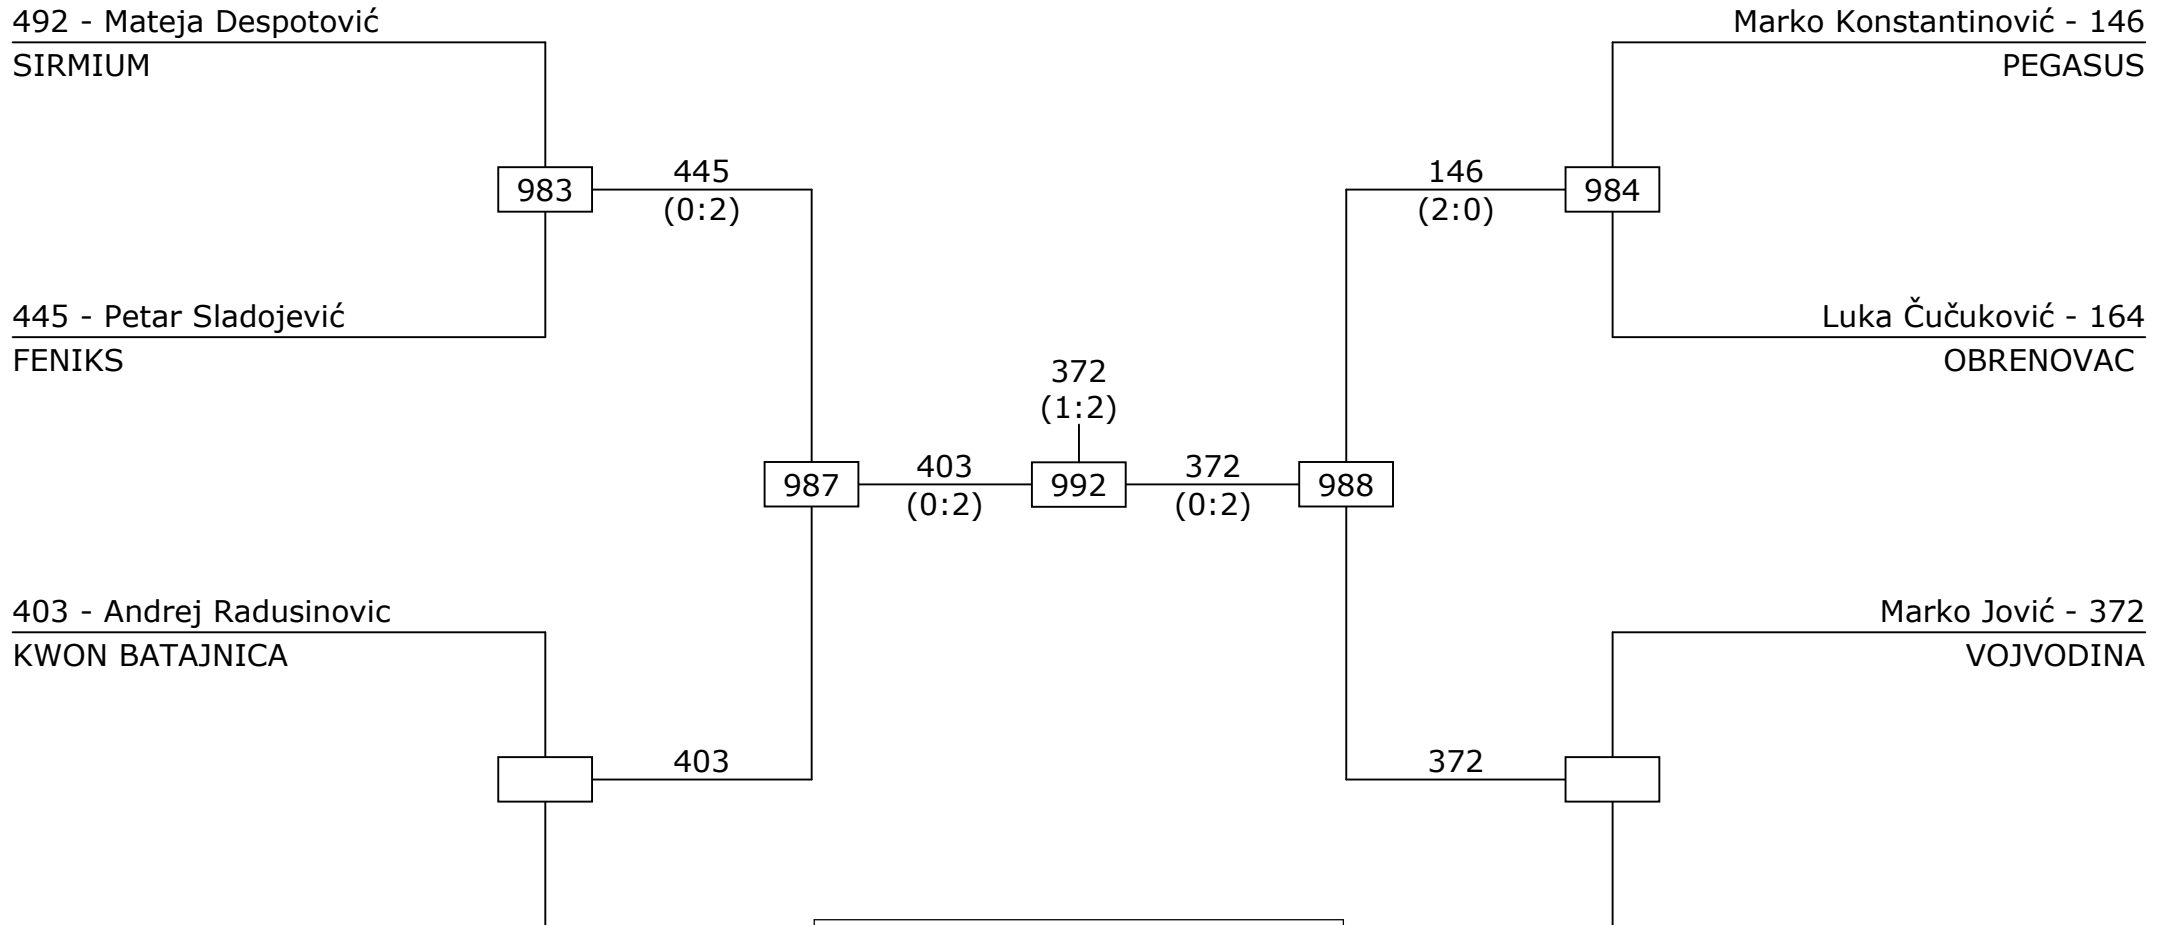 492 - Mateja Despotović
SIRMIUM
Marko Konstantinović - 146
PEGASUS
983
445
(0:2)
146
(2:0)
984
445 - Petar Sladojević
FENIKS
Luka Čučuković - 164
OBRENOVAC
372
(1:2)
987
403
(0:2)
992
372
(0:2)
988
403 - Andrej Radusinovic
KWON BATAJNICA
Marko Jović - 372
VOJVODINA
403
372